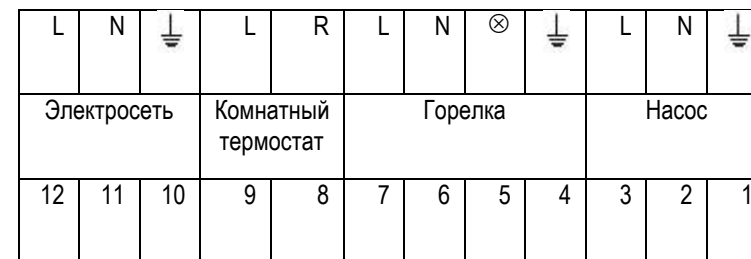 L N ⏚ L R L N ⊗ ⏚ L N ⏚
Электросеть Комнатный термостат Горелка Насос
12 11 10 9 8 7 6 5 4 3 2 1